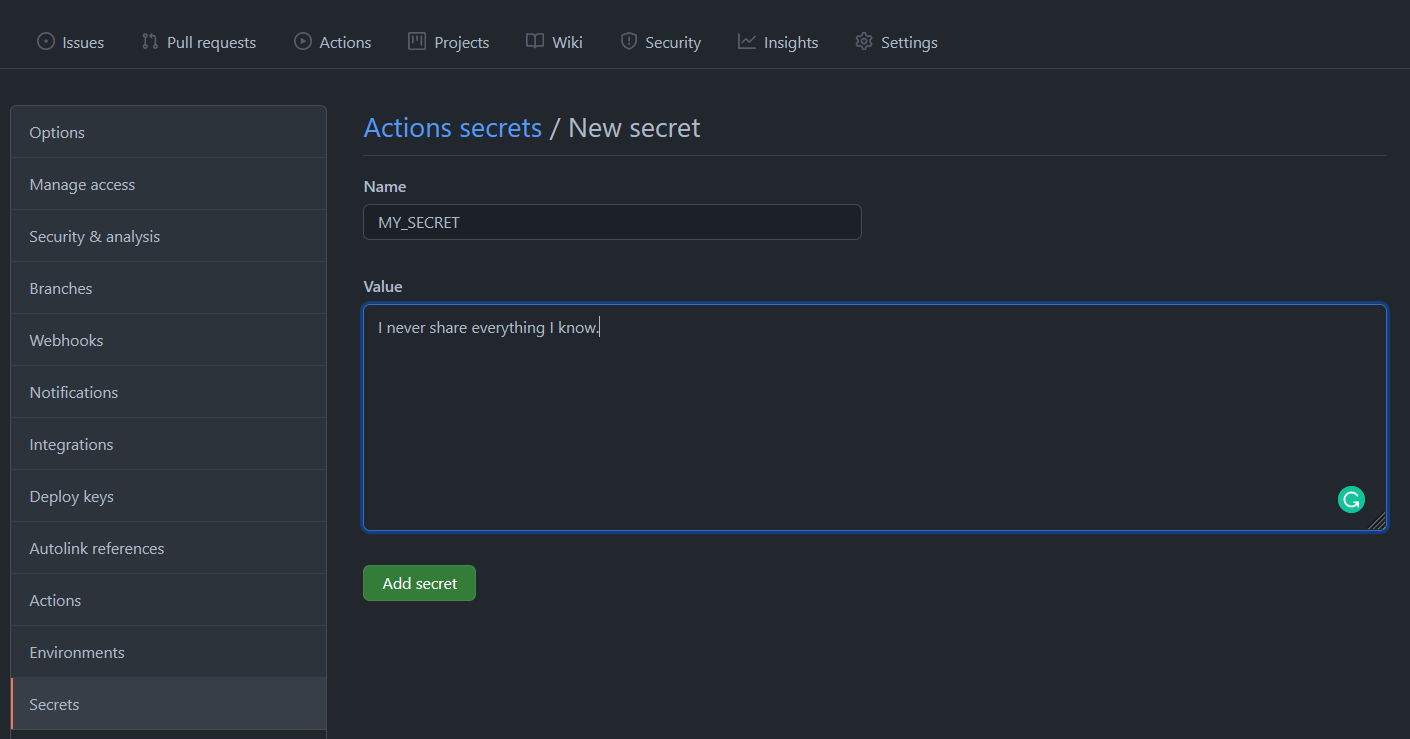 Issues Pull requests Actions Projects Wiki Security Insights Settings
Options
Manage access
Security & analysis
Branches
Webhooks
Notifications
Integrations
Deploy keys
Autolink references
Actions
Environments
Secrets
Actions secrets / New secret
Name
MY_SECRET
Value
I never share everything I know.
Add secret